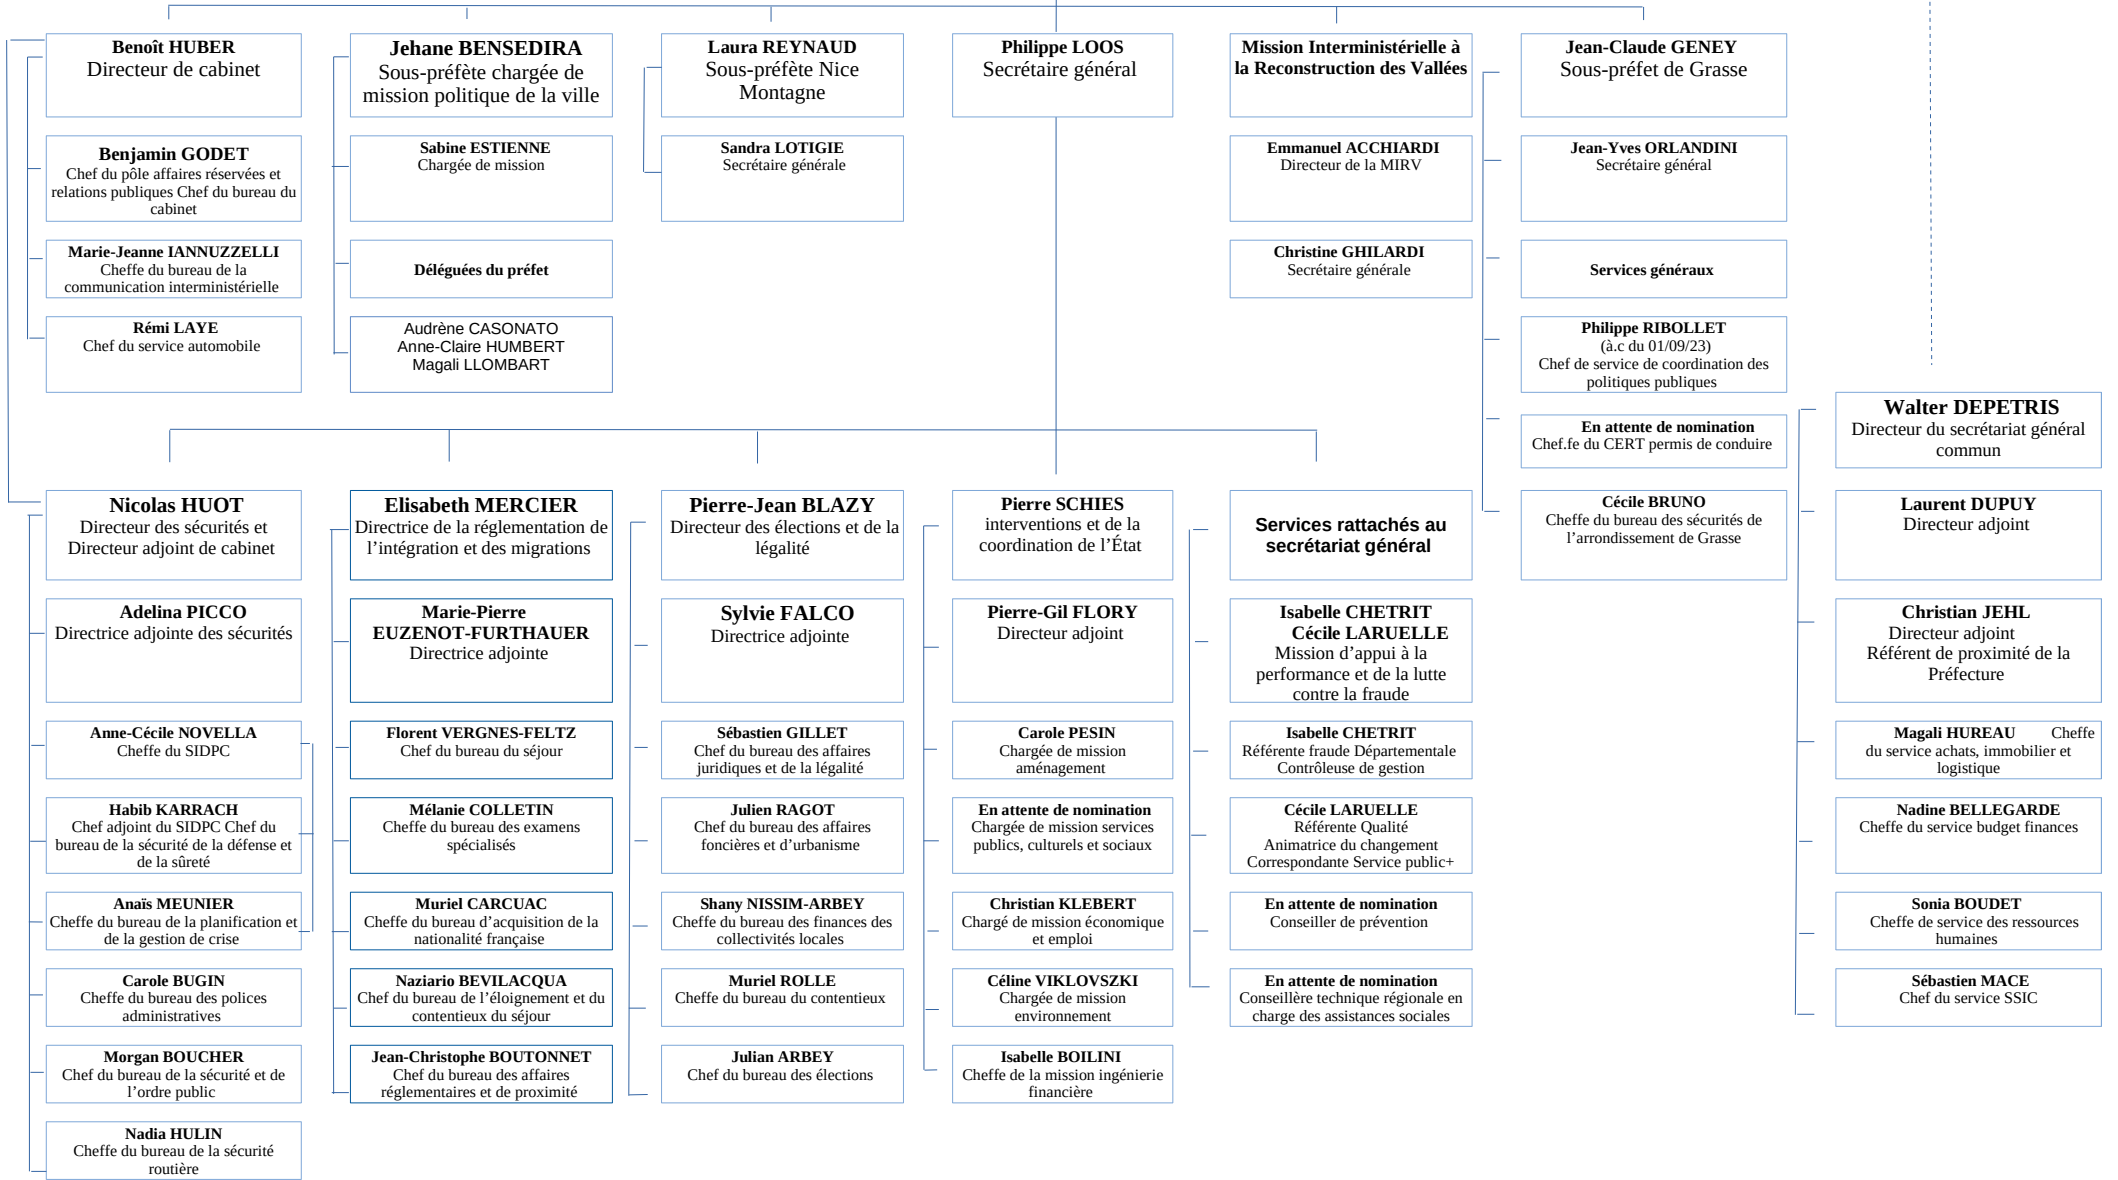 Benoît HUBER
Directeur de cabinet
Jehane BENSEDIRA
Sous-préfète chargée de
mission politique de la ville
Laura REYNAUD
Sous-préfète Nice
Montagne
Philippe LOOS
Secrétaire général
Mission Interministérielle à
la Reconstruction des Vallées
Jean-Claude GENEY
Sous-préfet de Grasse
Benjamin GODET
Chef du pôle affaires réservées et
relations publiques Chef du bureau du
cabinet
Sabine ESTIENNE
Chargée de mission
Sandra LOTIGIE
Secrétaire générale
Emmanuel ACCHIARDI
Directeur de la MIRV
Jean-Yves ORLANDINI
Secrétaire général
Marie-Jeanne IANNUZZELLI
Cheffe du bureau de la
communication interministérielle
Déléguées du préfet
Christine GHILARDI
Secrétaire générale
Services généraux
Rémi LAYE
Chef du service automobile
Audrène CASONATO
Anne-Claire HUMBERT
Magali LLOMBART
Philippe RIBOLLET
(à.c du 01/09/23)
Chef de service de coordination des
politiques publiques
Walter DEPETRIS
Directeur du secrétariat général
commun
En attente de nomination
Chef.fe du CERT permis de conduire
Nicolas HUOT
Directeur des sécurités et
Directeur adjoint de cabinet
Elisabeth MERCIER
Directrice de la réglementation de
l’intégration et des migrations
Pierre-Jean BLAZY
Directeur des élections et de la
légalité
Pierre SCHIES
interventions et de la
coordination de l’État
Services rattachés au
secrétariat général
Cécile BRUNO
Cheffe du bureau des sécurités de
l’arrondissement de Grasse
Laurent DUPUY
Directeur adjoint
Adelina PICCO
Directrice adjointe des sécurités
Marie-Pierre
EUZENOT-FURTHAUER
Directrice adjointe
Sylvie FALCO
Directrice adjointe
Pierre-Gil FLORY
Directeur adjoint
Isabelle CHETRIT
Cécile LARUELLE
Mission d’appui à la
performance et de la lutte
contre la fraude
Christian JEHL
Directeur adjoint
Référent de proximité de la
Préfecture
Anne-Cécile NOVELLA
Cheffe du SIDPC
Florent VERGNES-FELTZ
Chef du bureau du séjour
Sébastien GILLET
Chef du bureau des affaires
juridiques et de la légalité
Carole PESIN
Chargée de mission
aménagement
Isabelle CHETRIT
Référente fraude Départementale
Contrôleuse de gestion
Magali HUREAU Cheffe
du service achats, immobilier et
logistique
Habib KARRACH
Chef adjoint du SIDPC Chef du
bureau de la sécurité de la défense et
de la sûreté
Mélanie COLLETIN
Cheffe du bureau des examens
spécialisés
Julien RAGOT
Chef du bureau des affaires
foncières et d’urbanisme
En attente de nomination
Chargée de mission services
publics, culturels et sociaux
Cécile LARUELLE
Référente Qualité
Animatrice du changement
Correspondante Service public+
Nadine BELLEGARDE
Cheffe du service budget finances
Anaïs MEUNIER
Cheffe du bureau de la planification et
de la gestion de crise
Muriel CARCUAC
Cheffe du bureau d’acquisition de la
nationalité française
Shany NISSIM-ARBEY
Cheffe du bureau des finances des
collectivités locales
Christian KLEBERT
Chargé de mission économique
et emploi
En attente de nomination
Conseiller de prévention
Sonia BOUDET
Cheffe de service des ressources
humaines
Carole BUGIN
Cheffe du bureau des polices
administratives
Naziario BEVILACQUA
Chef du bureau de l’éloignement et du
contentieux du séjour
Muriel ROLLE
Cheffe du bureau du contentieux
Céline VIKLOVSZKI
Chargée de mission
environnement
En attente de nomination
Conseillère technique régionale en
charge des assistances sociales
Sébastien MACE
Chef du service SSIC
Morgan BOUCHER
Chef du bureau de la sécurité et de
l’ordre public
Jean-Christophe BOUTONNET
Chef du bureau des affaires
réglementaires et de proximité
Julian ARBEY
Chef du bureau des élections
Isabelle BOILINI
Cheffe de la mission ingénierie
financière
Nadia HULIN
Cheffe du bureau de la sécurité
routière